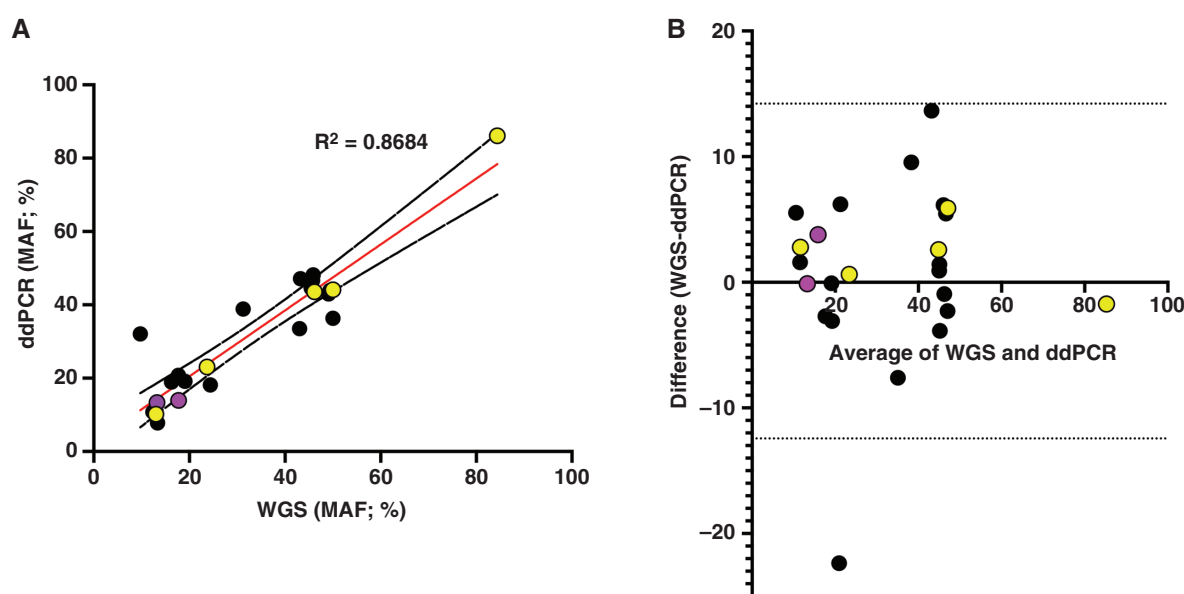 A
100
80
60
40
20
0
0 20 40 60 80 100
ddPCR (MAF; %)
WGS (MAF; %)
R² = 0.8684
B
20
10
0
−10
−20
20 40 60 80 100
Difference (WGS-ddPCR)
Average of WGS and ddPCR